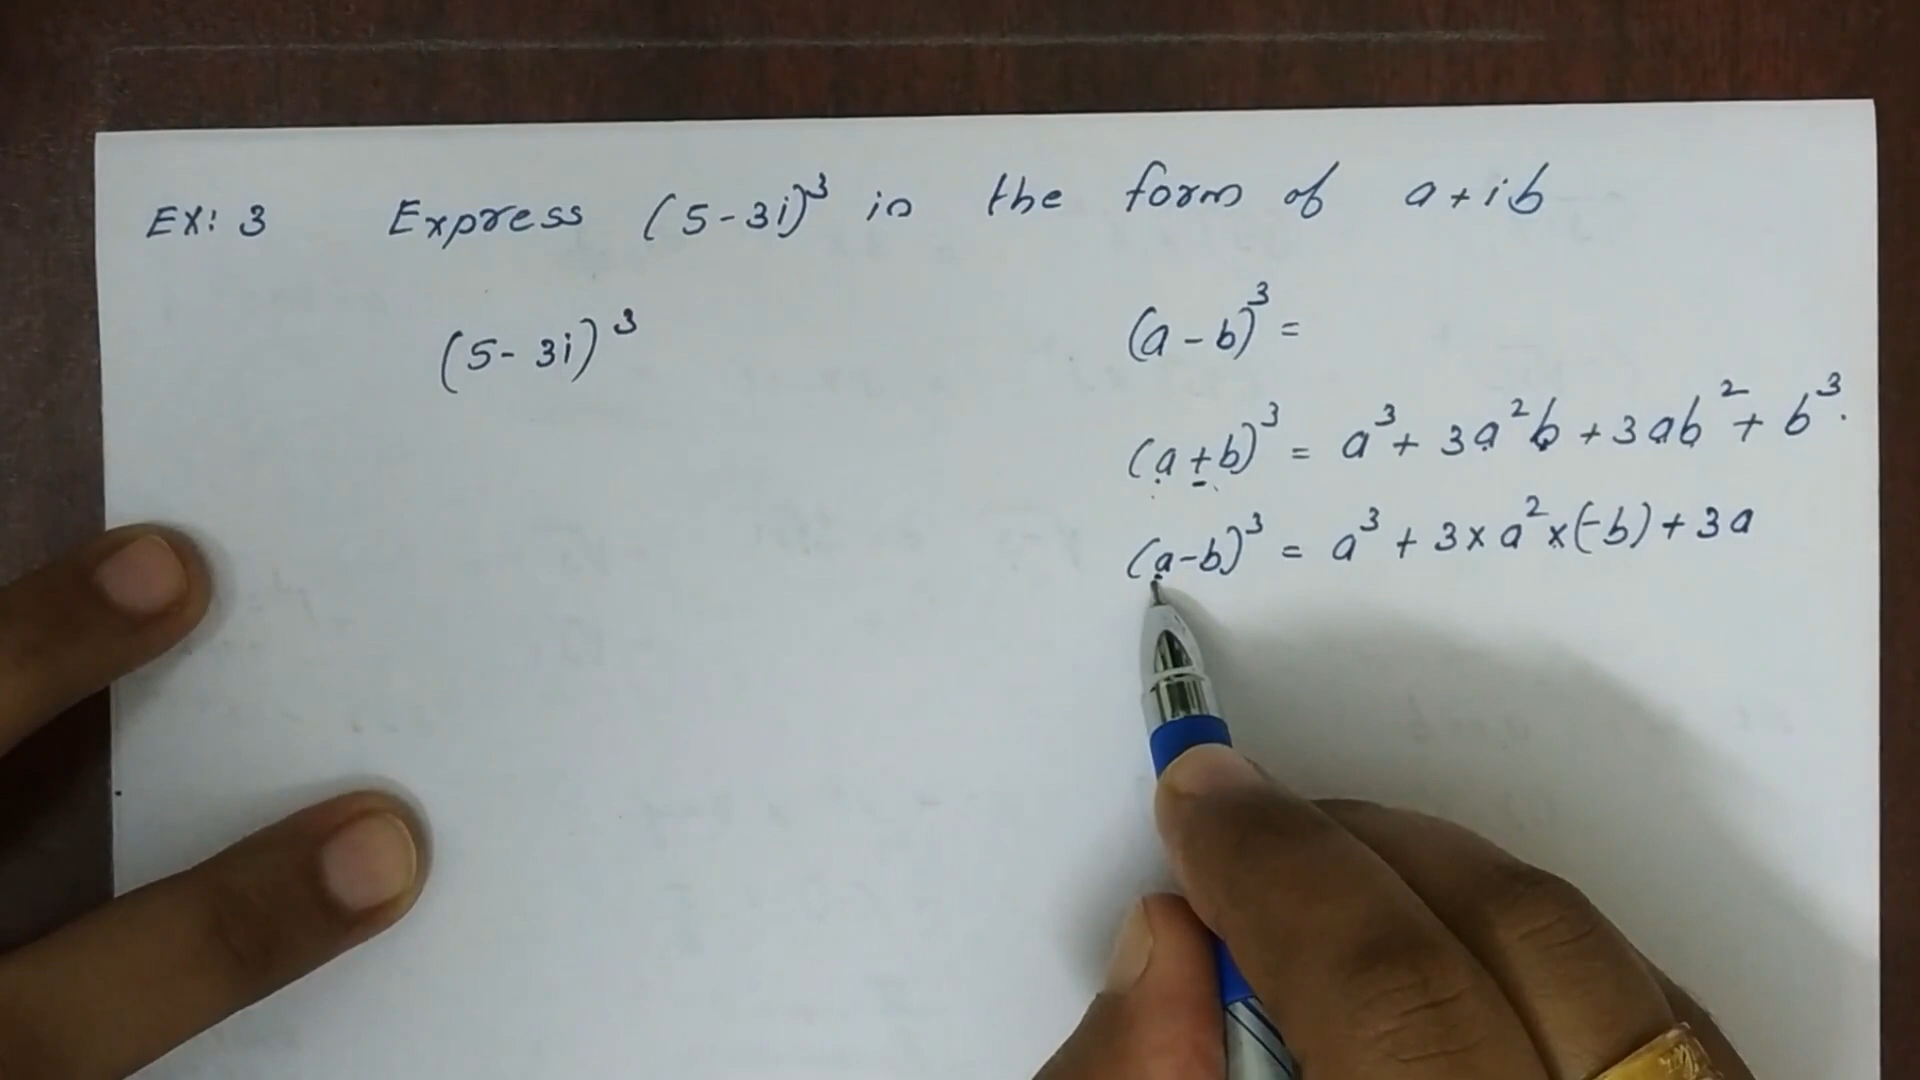 EX: 3 Express (5-3i)³ in the form of a+ib
(5-3i)³
(a-b)³ =
(a+b)³ = a³+ 3a²b+3ab²+ b³.
(a-b)³ = a³ + 3×a²×(-b)+3a